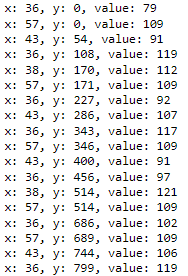 x: 36, y: 0, value: 79
x: 57, y: 0, value: 109
x: 43, y: 54, value: 91
x: 36, y: 108, value: 119
x: 38, y: 170, value: 112
x: 57, y: 171, value: 109
x: 36, y: 227, value: 92
x: 43, y: 286, value: 107
x: 36, y: 343, value: 117
x: 57, y: 346, value: 109
x: 43, y: 400, value: 91
x: 36, y: 456, value: 97
x: 38, y: 514, value: 121
x: 57, y: 514, value: 109
x: 36, y: 686, value: 102
x: 57, y: 689, value: 109
x: 43, y: 744, value: 106
x: 36, y: 799, value: 119